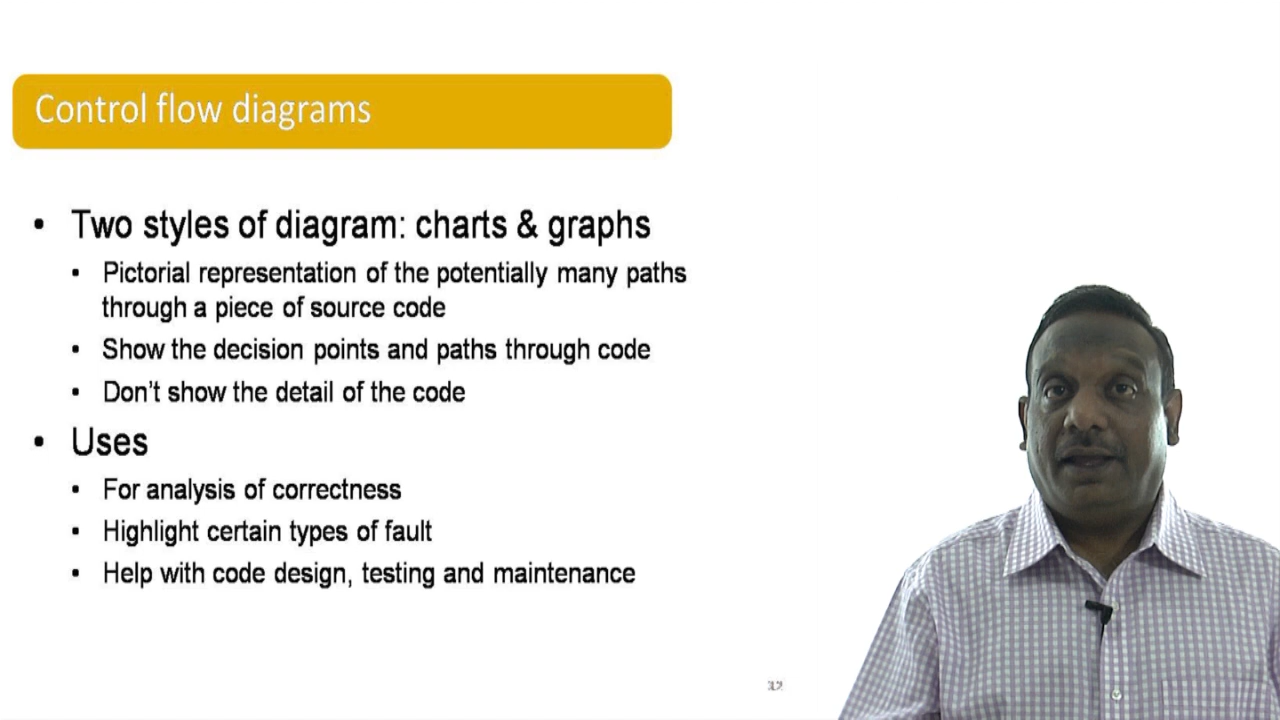 Control flow diagrams
• Two styles of diagram: charts & graphs
• Pictorial representation of the potentially many paths
through a piece of source code
• Show the decision points and paths through code
• Don't show the detail of the code
• Uses
• For analysis of correctness
• Highlight certain types of fault
• Help with code design, testing and maintenance